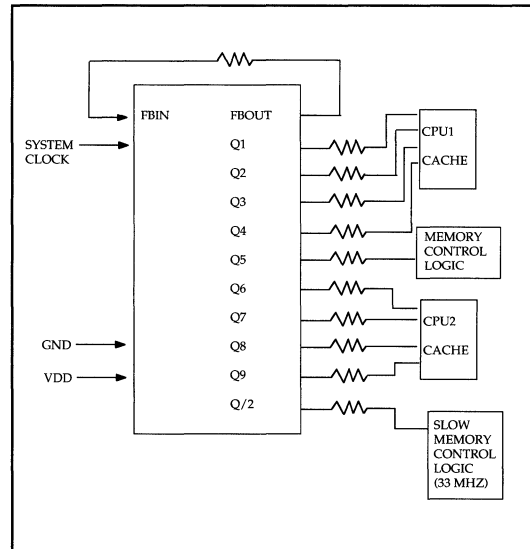 FBIN FBOUT
SYSTEM
CLOCK
Q1
Q2
Q3
Q4
Q5
Q6
Q7
Q8
Q9
Q/2
GND
VDD
CPU1
CACHE
MEMORY
CONTROL
LOGIC
CPU2
CACHE
SLOW
MEMORY
CONTROL
LOGIC
(33 MHZ)